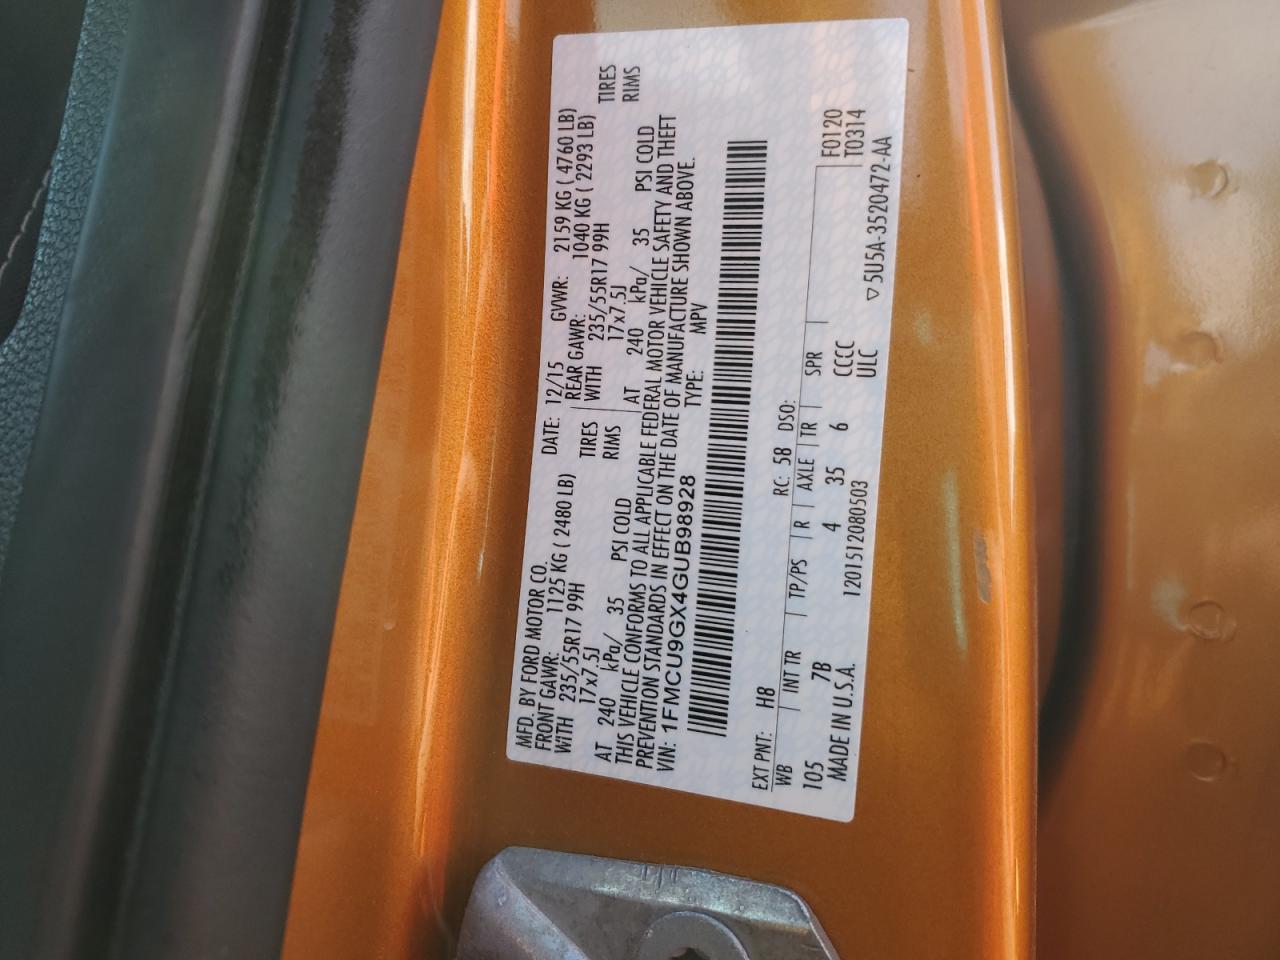 MFD. BY FORD MOTOR CO. DATE: 12/15 GVWR: 2159 KG ( 4760 LB)
FRONT GAWR: 1125 KG ( 2480 LB) REAR GAWR: 1040 KG ( 2293 LB)
WITH 235/55R17 99H TIRES WITH 235/55R17 99H TIRES
17x7.5J RIMS 17x7.5J RIMS
AT 240 kPa/ 35 PSI COLD AT 240 kPa/ 35 PSI COLD
THIS VEHICLE CONFORMS TO ALL APPLICABLE FEDERAL MOTOR VEHICLE SAFETY AND THEFT
PREVENTION STANDARDS IN EFFECT ON THE DATE OF MANUFACTURE SHOWN ABOVE.
VIN: 1FMCU9GX4GUB98928 TYPE: MPV
EXT PNT: H8 RC: 58 DSO:
WB INT TR TP/PS R AXLE TR SPR F0120
105 7B 4 35 6 CCCC T0314
MADE IN U.S.A. 1201512080503 ULC
▽ 5U5A-3520472-AA